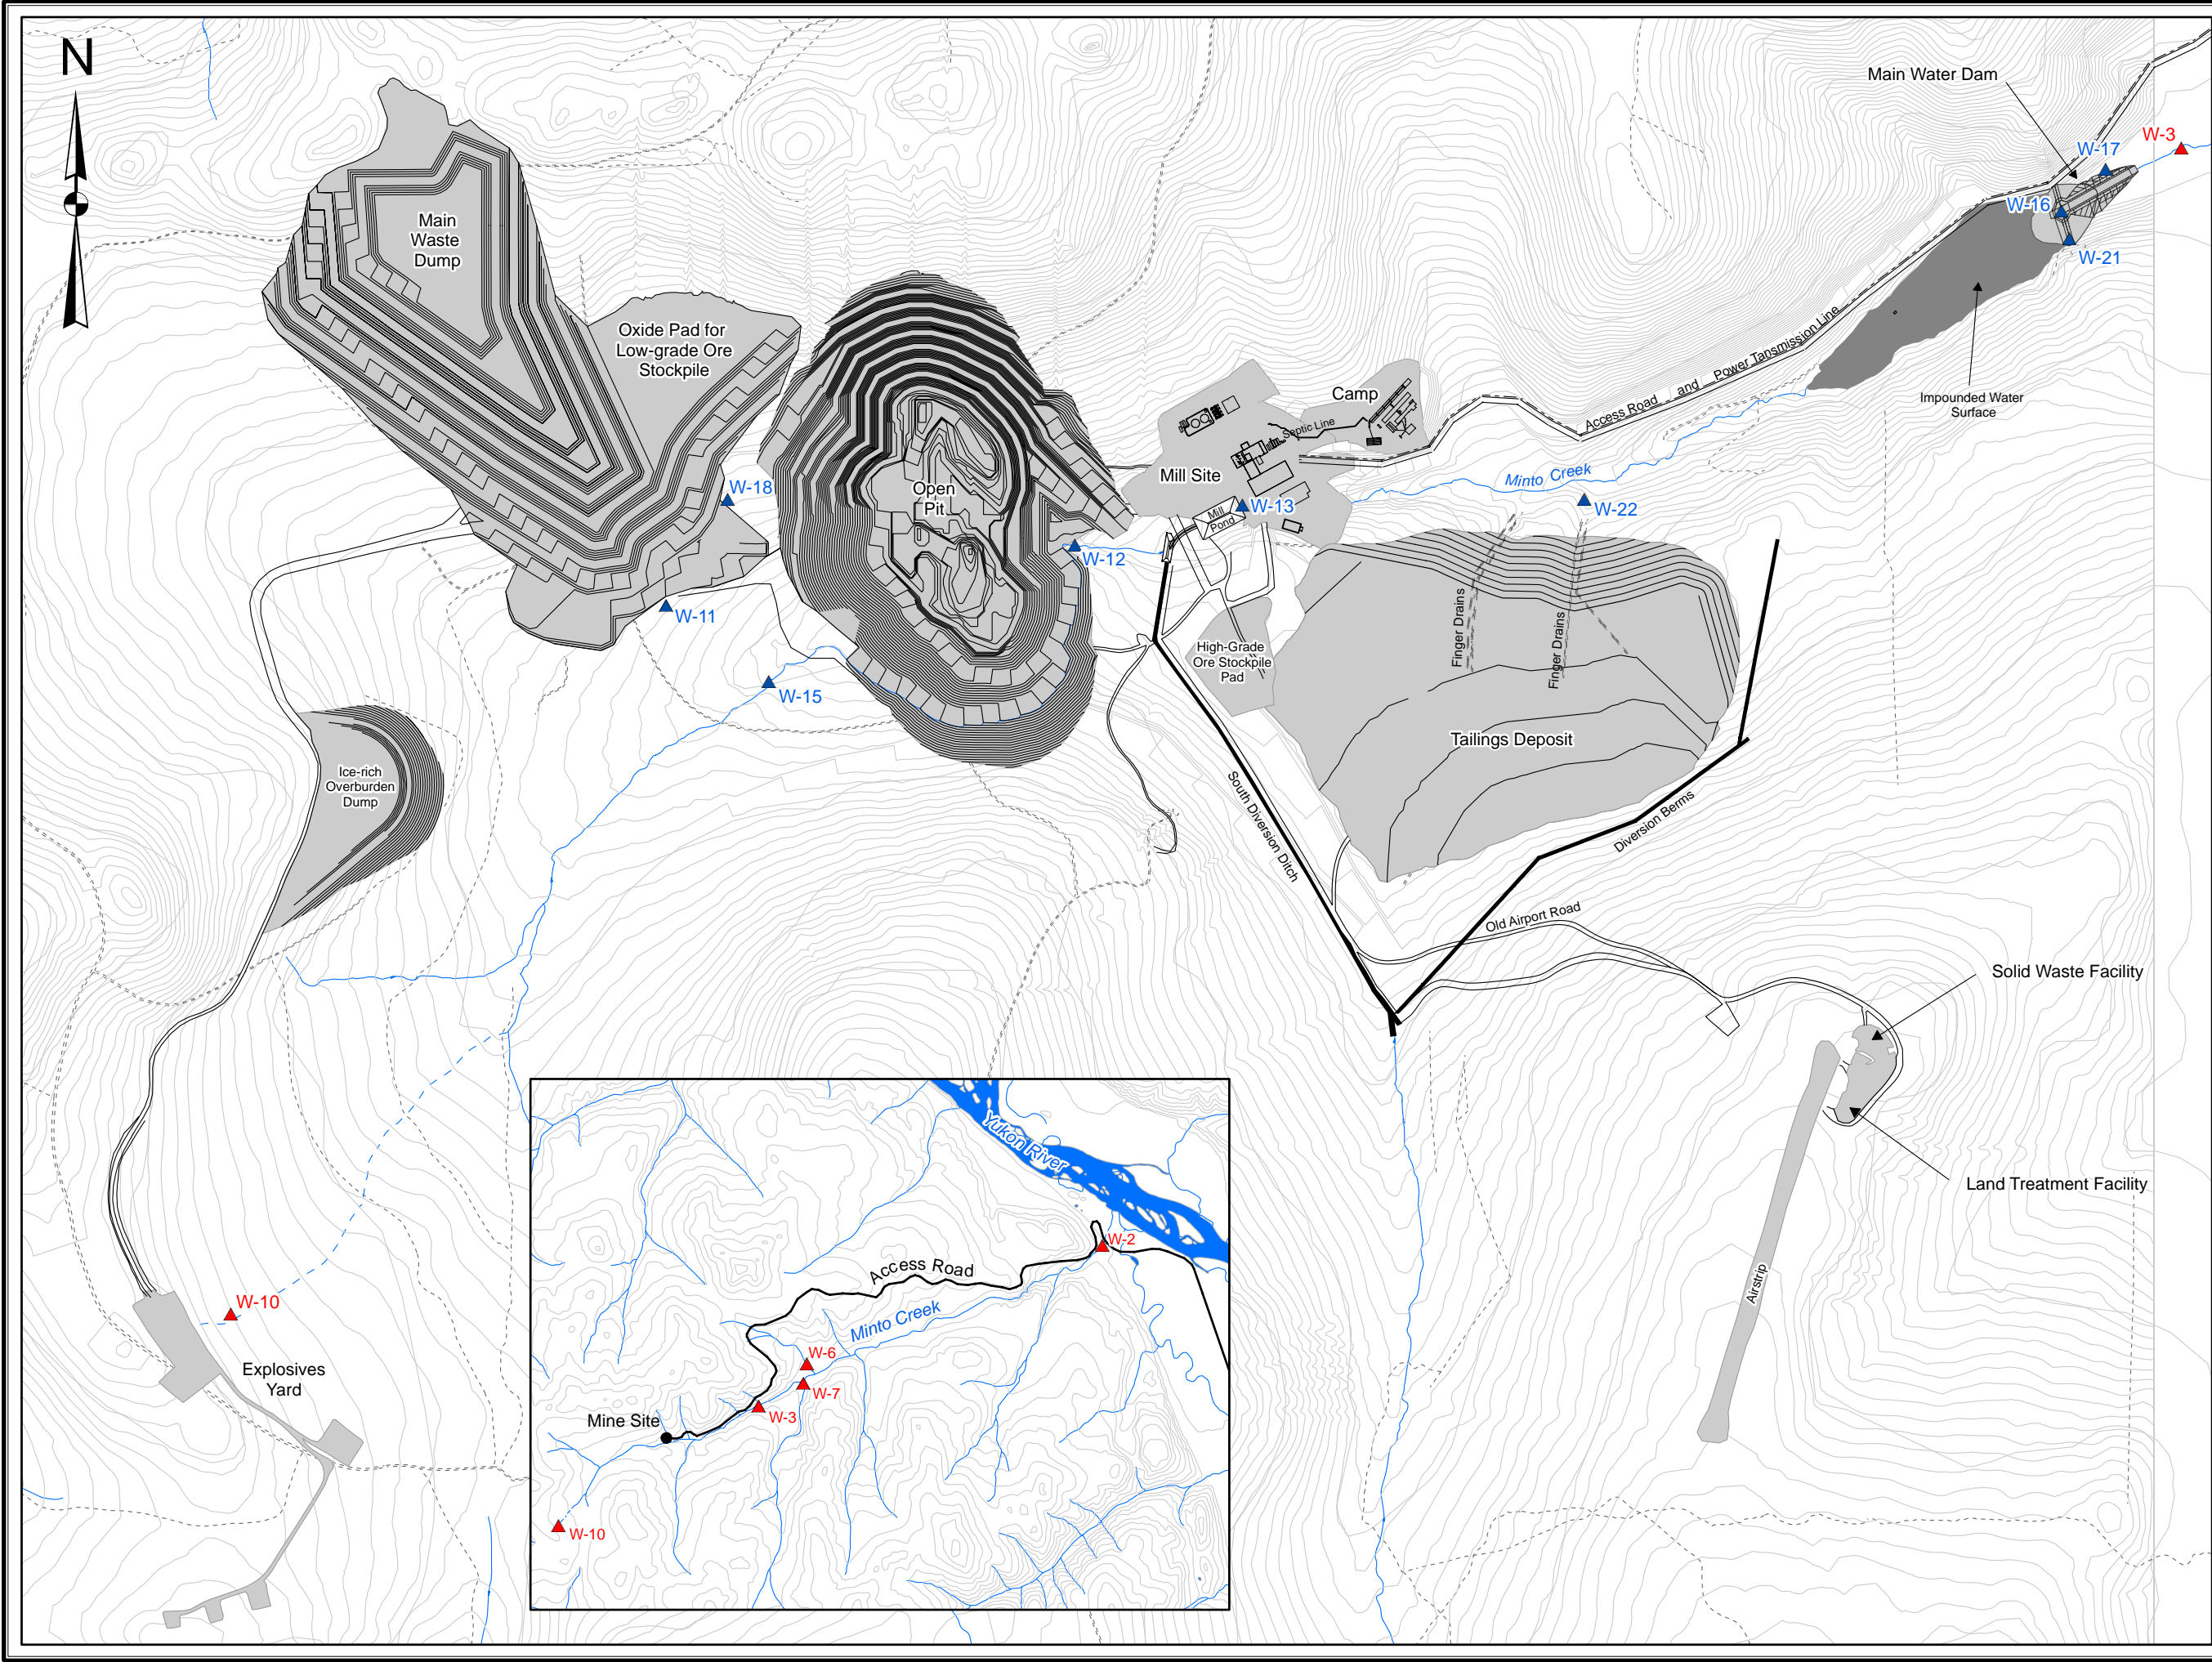 N
Main Water Dam
W-3
W-17
W-16
W-21
Main
Waste
Dump
Oxide Pad for
Low-grade Ore
Stockpile
Camp
Septic Line
Access Road and Power Tansmission Line
Impounded Water
Surface
Mill Site
Minto Creek
W-18
Open
Pit
W-13
Mill
Pond
W-22
W-12
W-11
W-15
High-Grade
Ore Stockpile
Pad
Finger Drains
Finger Drains
Tailings Deposit
Ice-rich
Overburden
Dump
South Diversion Ditch
Diversion Berms
Old Airport Road
Solid Waste Facility
Land Treatment Facility
Airstrip
W-10
Explosives
Yard
Yukon River
W-2
Access Road
Minto Creek
W-6
W-7
W-3
Mine Site
W-10